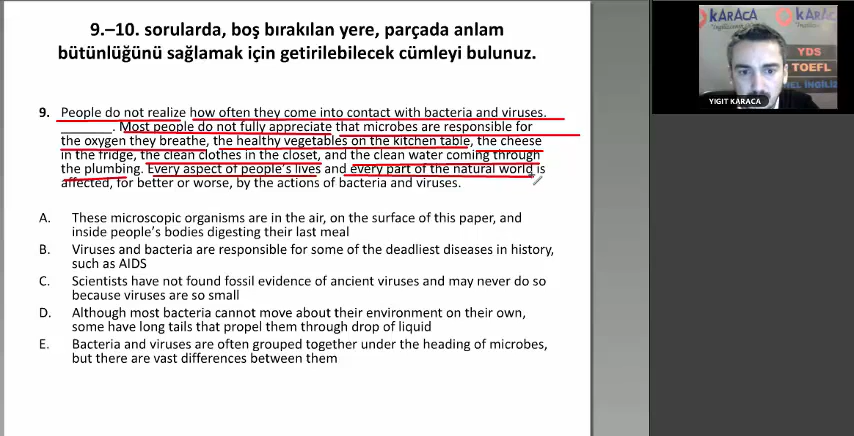 9.–10. sorularda, boş bırakılan yere, parçada anlam
bütünlüğünü sağlamak için getirilebilecek cümleyi bulunuz.
9. People do not realize how often they come into contact with bacteria and viruses.
_______. Most people do not fully appreciate that microbes are responsible for
the oxygen they breathe, the healthy vegetables on the kitchen table, the cheese
in the fridge, the clean clothes in the closet, and the clean water coming through
the plumbing. Every aspect of people's lives and every part of the natural world is
affected, for better or worse, by the actions of bacteria and viruses.
A. These microscopic organisms are in the air, on the surface of this paper, and
inside people's bodies digesting their last meal
B. Viruses and bacteria are responsible for some of the deadliest diseases in history,
such as AIDS
C. Scientists have not found fossil evidence of ancient viruses and may never do so
because viruses are so small
D. Although most bacteria cannot move about their environment on their own,
some have long tails that propel them through drop of liquid
E. Bacteria and viruses are often grouped together under the heading of microbes,
but there are vast differences between them
KARACA
YDS
TOEFL
YIGIT KARACA